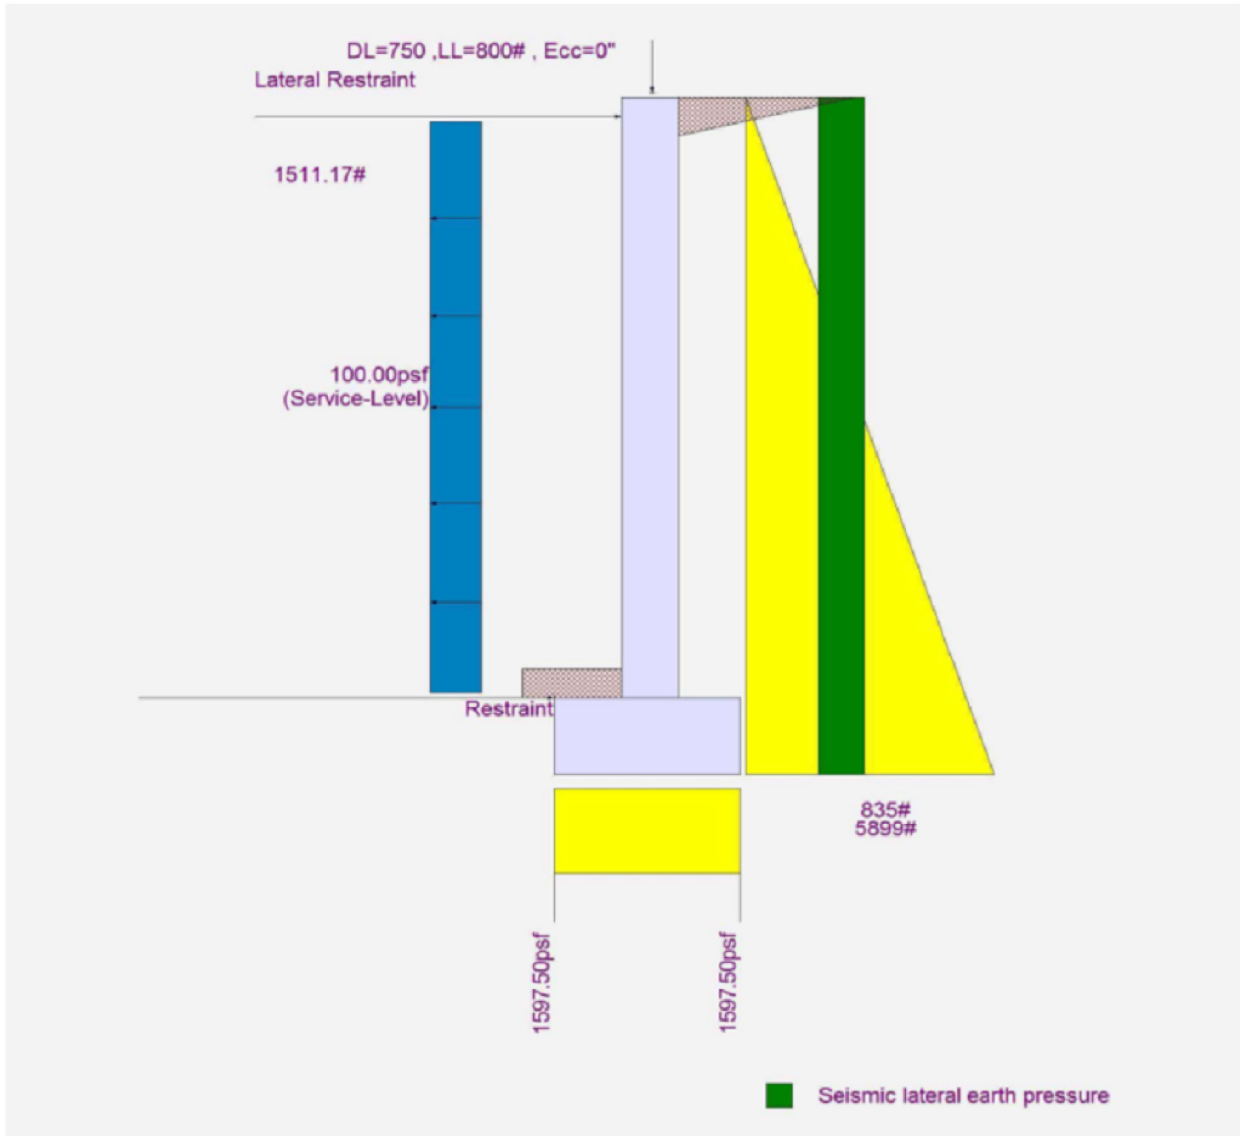 DL=750 ,LL=800# , Ecc=0"
Lateral Restraint
1511.17#
100.00psf
(Service-Level)
Restraint
835#
5899#
1597.50psf
1597.50psf
Seismic lateral earth pressure